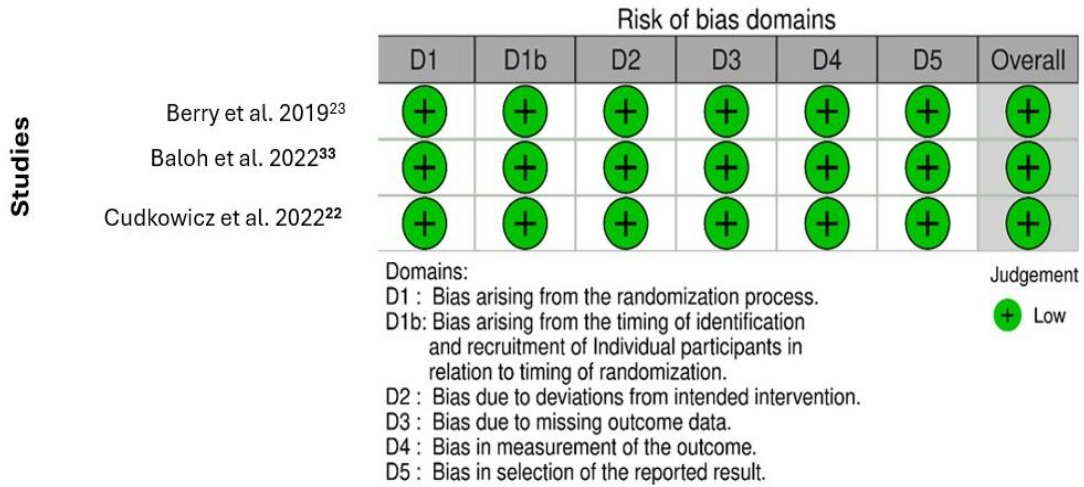 Risk of bias domains
D1 D1b D2 D3 D4 D5 Overall
Studies
Berry et al. 2019²³ + + + + + + +
Baloh et al. 2022³³ + + + + + + +
Cudkowicz et al. 2022²² + + + + + + +
Domains:
D1 : Bias arising from the randomization process.
D1b: Bias arising from the timing of identification
and recruitment of Individual participants in
relation to timing of randomization.
D2 : Bias due to deviations from intended intervention.
D3 : Bias due to missing outcome data.
D4 : Bias in measurement of the outcome.
D5 : Bias in selection of the reported result.
Judgement
+ Low